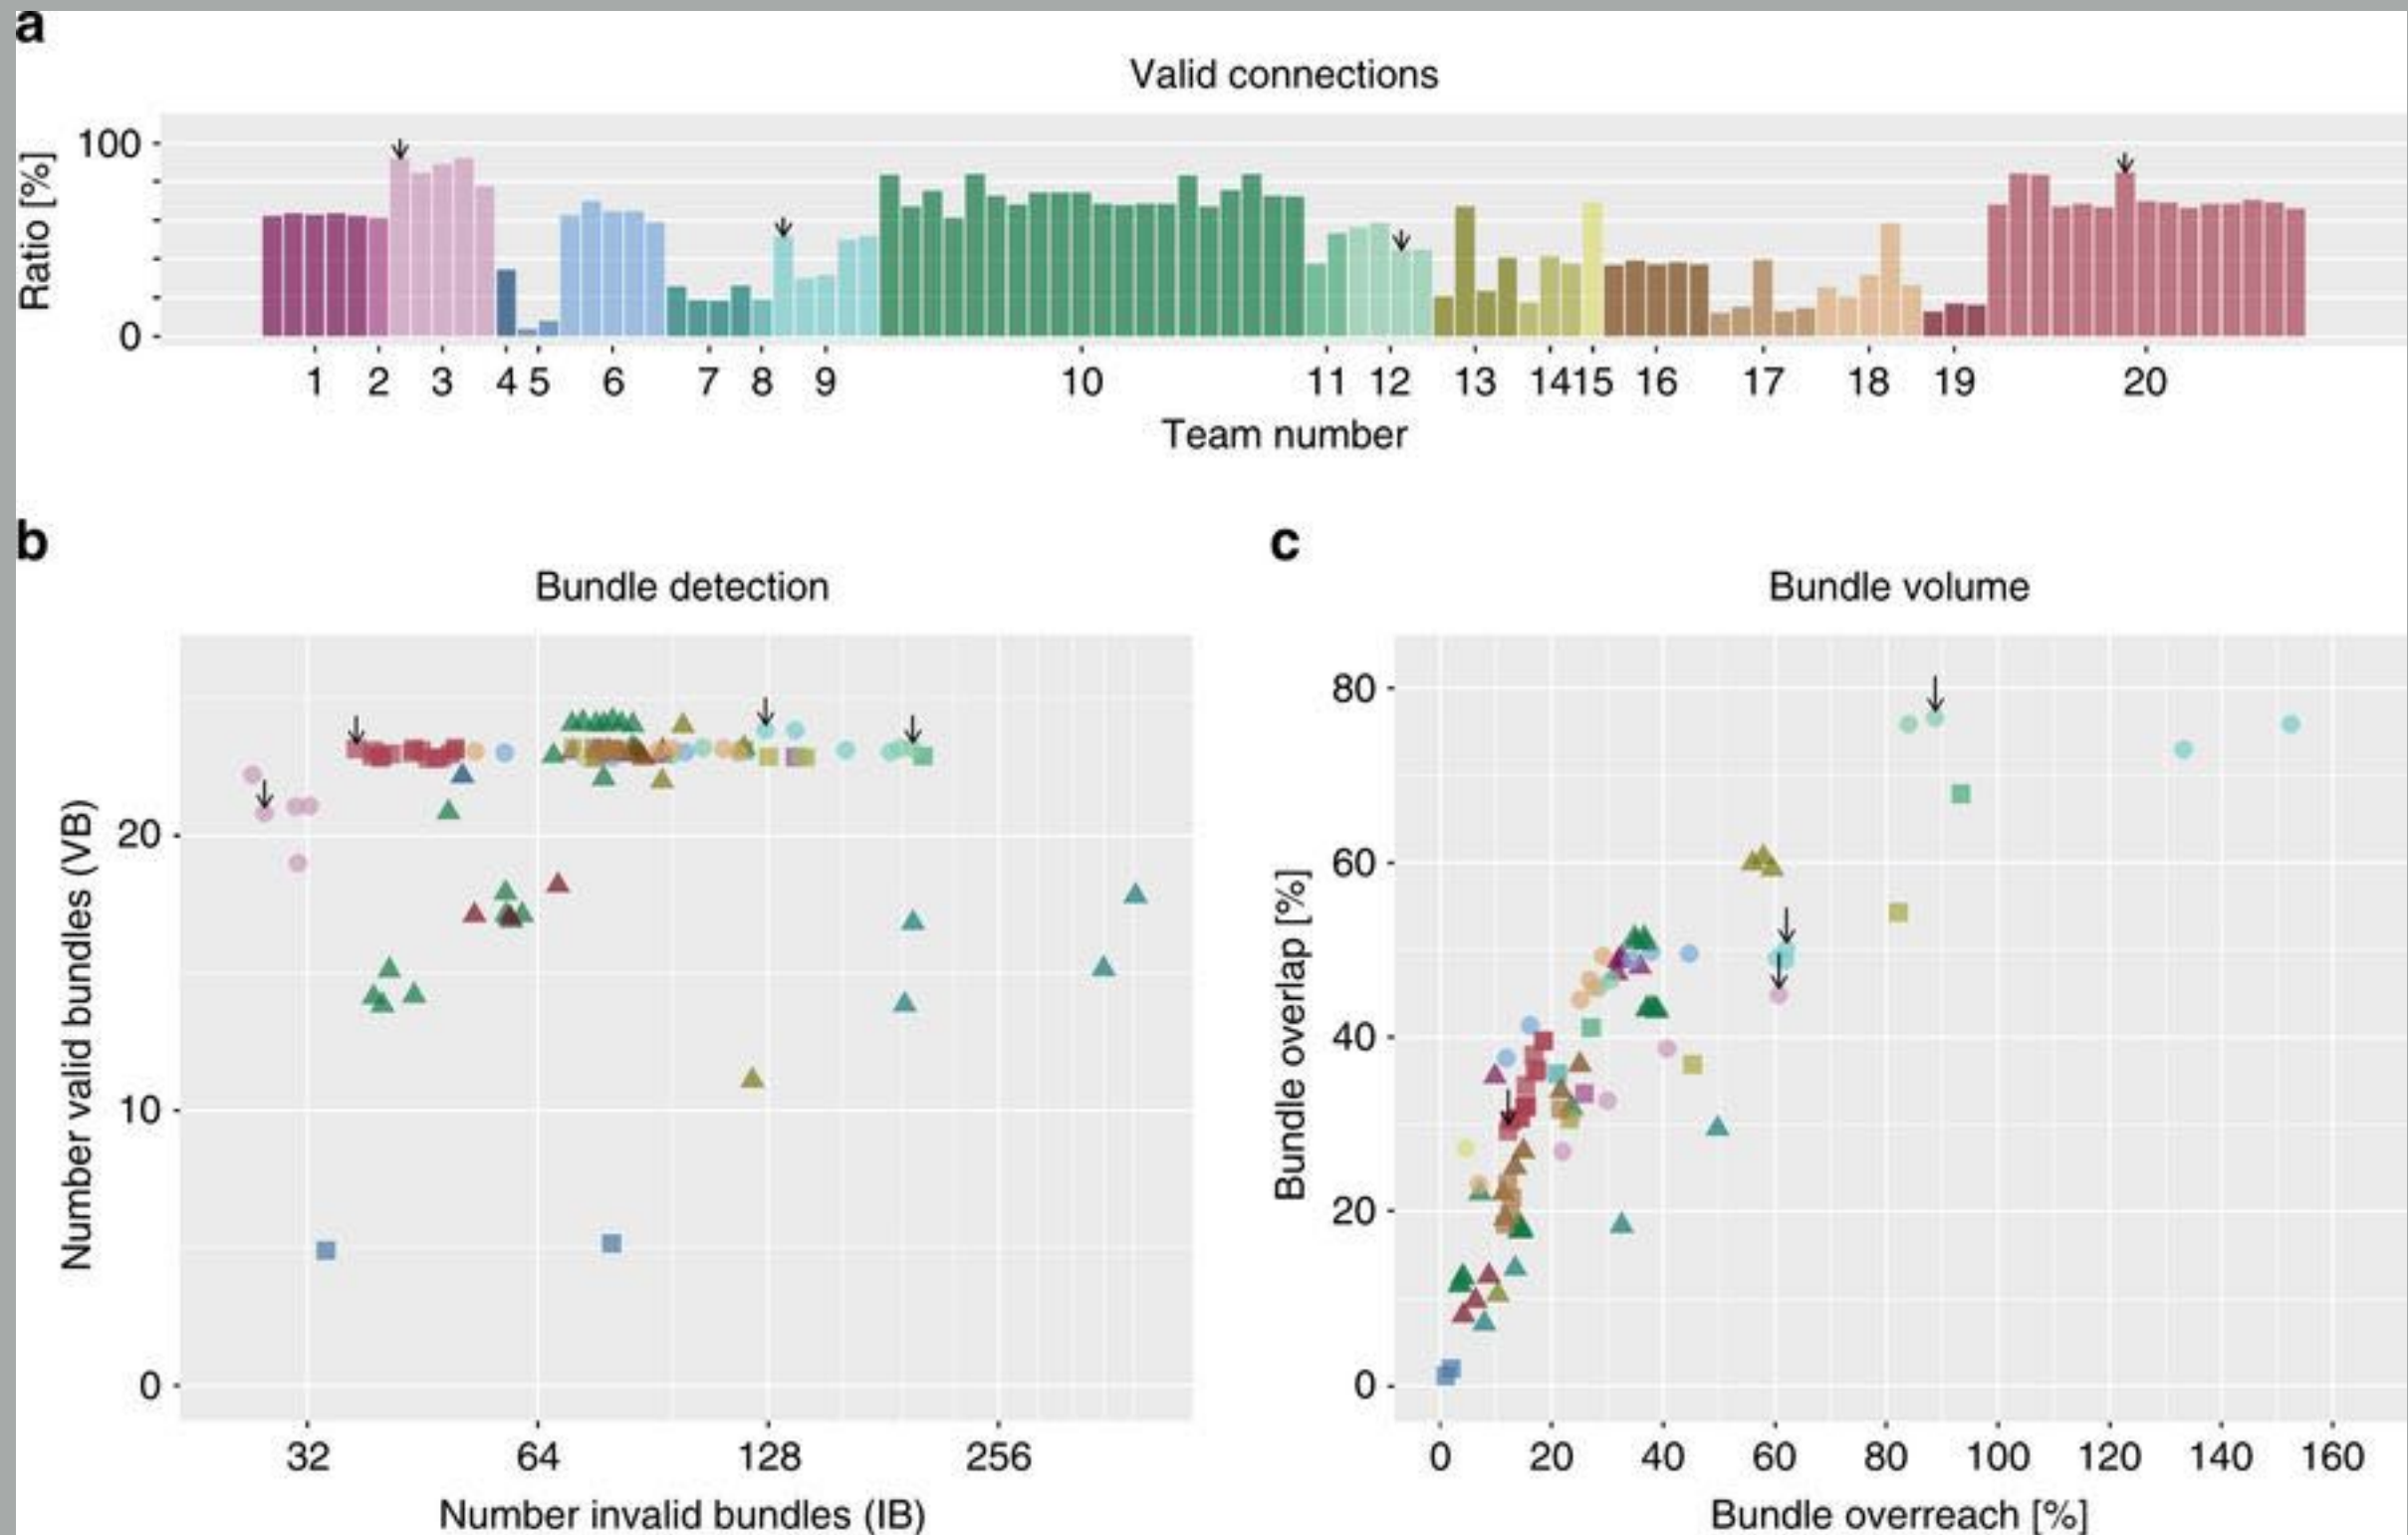 a
Valid connections
Ratio [%]
100
0
1 2 3 4 5 6 7 8 9 10 11 12 13 14 15 16 17 18 19 20
Team number
b
Bundle detection
Number valid bundles (VB)
20
10
0
32 64 128 256
Number invalid bundles (IB)
c
Bundle volume
Bundle overlap [%]
80
60
40
20
0
0 20 40 60 80 100 120 140 160
Bundle overreach [%]